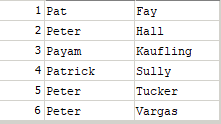 1 Pat Fay
2 Peter Hall
3 Payam Kaufling
4 Patrick Sully
5 Peter Tucker
6 Peter Vargas